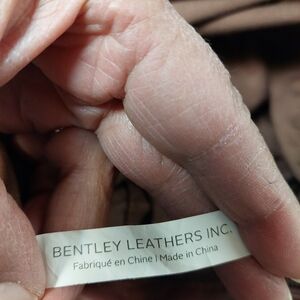 BENTLEY LEATHERS INC.
Fabriqué en Chine | Made in China